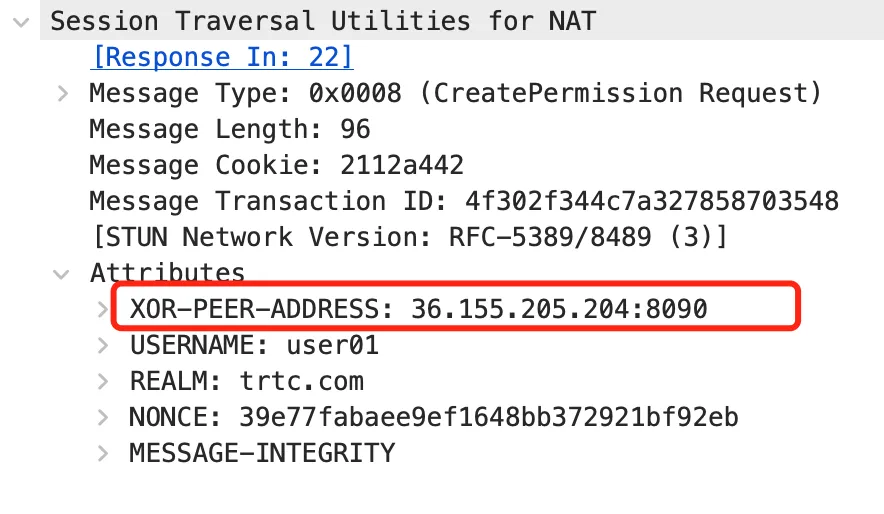 Session Traversal Utilities for NAT
[Response In: 22]
Message Type: 0x0008 (CreatePermission Request)
Message Length: 96
Message Cookie: 2112a442
Message Transaction ID: 4f302f344c7a327858703548
[STUN Network Version: RFC-5389/8489 (3)]
Attributes
XOR-PEER-ADDRESS: 36.155.205.204:8090
USERNAME: user01
REALM: trtc.com
NONCE: 39e77fabaee9ef1648bb372921bf92eb
MESSAGE-INTEGRITY